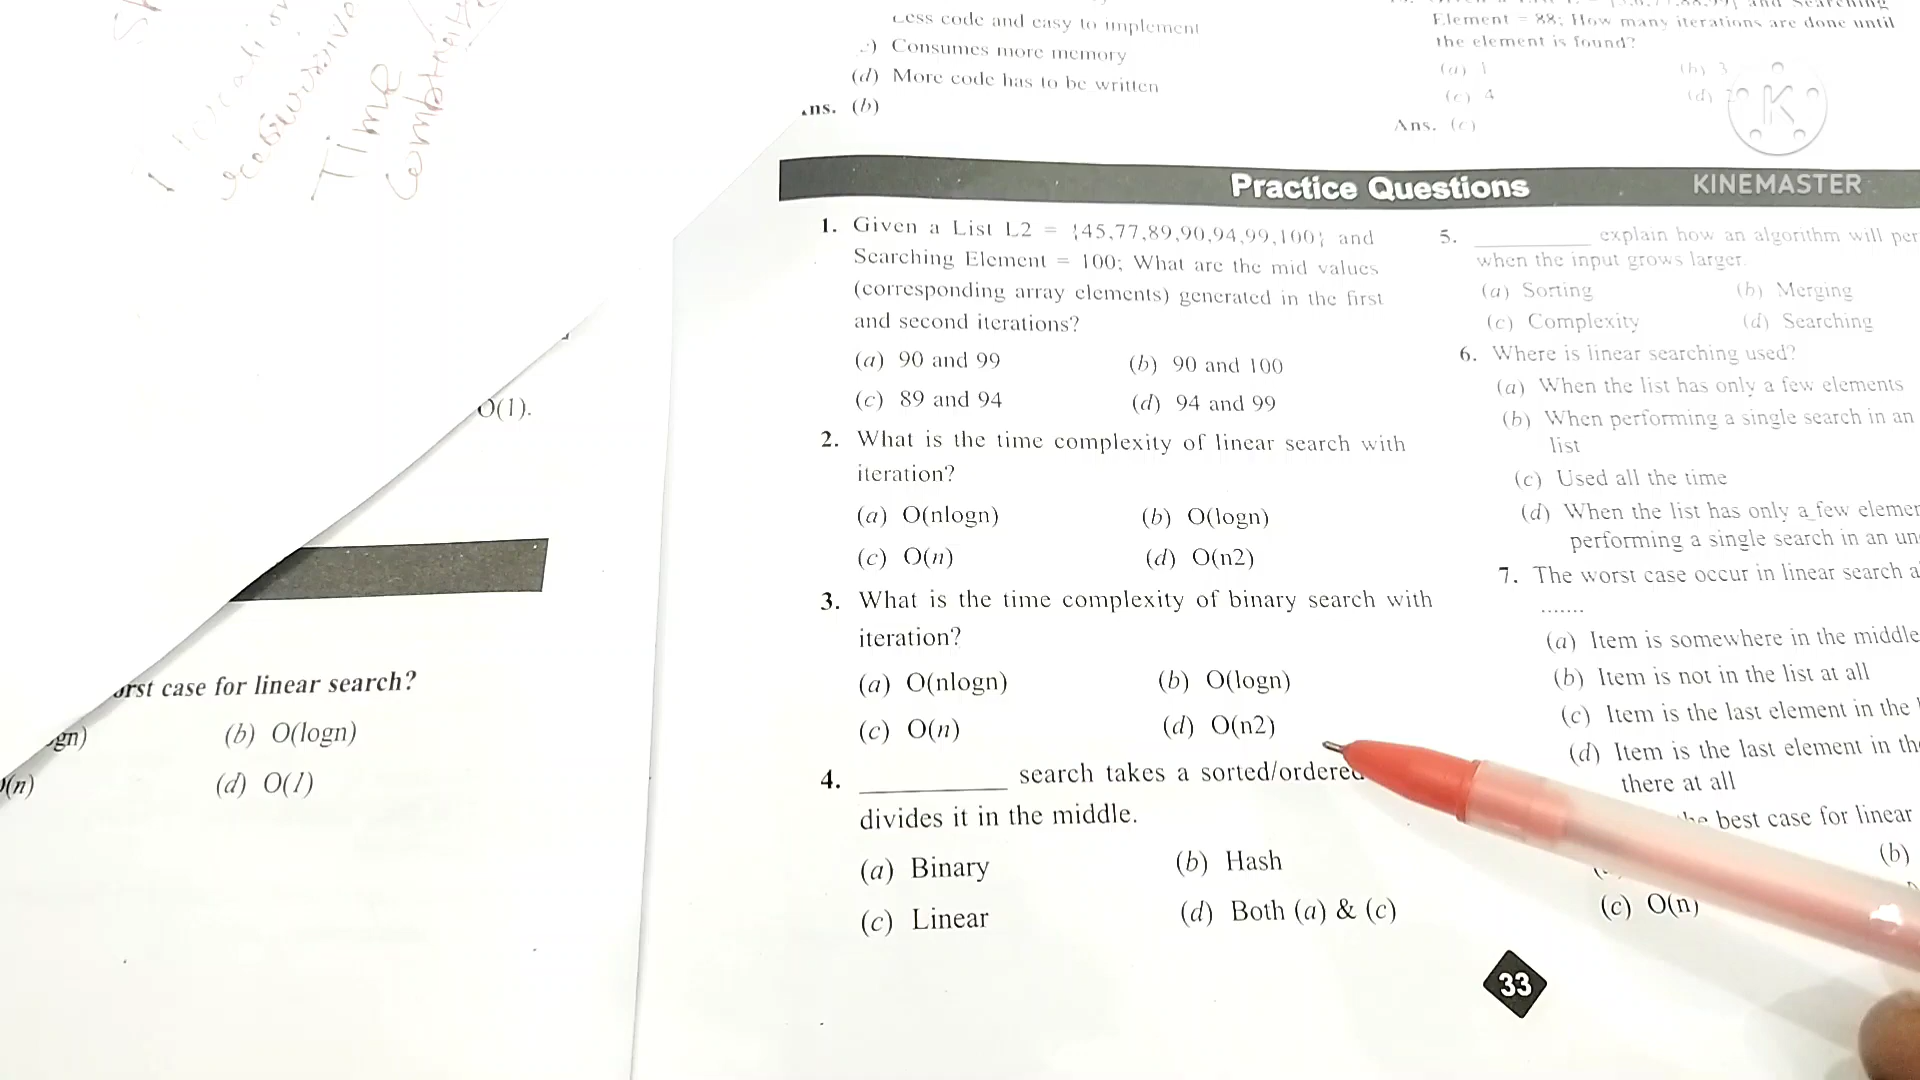 Time
O(1).
rst case for linear search?
gn)
(b) O(logn)
(n)
(d) O(1)
Less code and easy to implement
Consumes more memory
(d) More code has to be written
ns. (b)
Element = 88; How many iterations are done until
the element is found?
(a) 1
(b) 3
(c) 4
(d)
Ans. (c)
KINEMASTER
Practice Questions
1. Given a List L2 = {45,77,89,90,94,99,100} and
Searching Element = 100; What are the mid values
(corresponding array elements) generated in the first
and second iterations?
(a) 90 and 99
(b) 90 and 100
(c) 89 and 94
(d) 94 and 99
2. What is the time complexity of linear search with
iteration?
(a) O(nlogn)
(b) O(logn)
(c) O(n)
(d) O(n2)
3. What is the time complexity of binary search with
iteration?
(a) O(nlogn)
(b) O(logn)
(c) O(n)
(d) O(n2)
4. __________ search takes a sorted/ordered
divides it in the middle.
(a) Binary
(b) Hash
(c) Linear
(d) Both (a) & (c)
5. __________ explain how an algorithm will per
when the input grows larger.
(a) Sorting
(b) Merging
(c) Complexity
(d) Searching
6. Where is linear searching used?
(a) When the list has only a few elements
(b) When performing a single search in an
list
(c) Used all the time
(d) When the list has only a few elemen
performing a single search in an un
7. The worst case occur in linear search a
.......
(a) Item is somewhere in the middle
(b) Item is not in the list at all
(c) Item is the last element in the
(d) Item is the last element in th
there at all
best case for linear
(b)
(c) O(n)
33